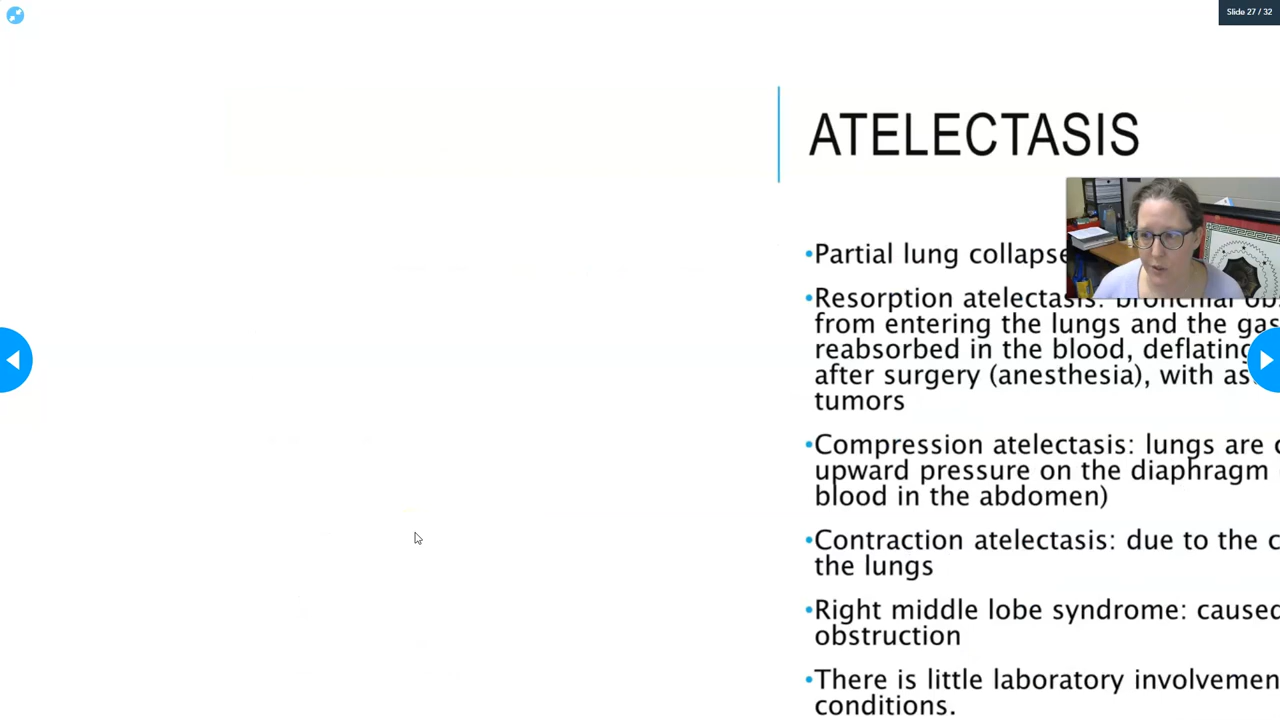 Slide 27 / 32
ATELECTASIS
•Partial lung collapse
•Resorption atelectasis: bronchial
from entering the lungs and the gas
reabsorbed in the blood, deflating
after surgery (anesthesia), with
tumors
•Compression atelectasis: lungs are
upward pressure on the diaphragm
blood in the abdomen)
•Contraction atelectasis: due to the
the lungs
•Right middle lobe syndrome: caused
obstruction
•There is little laboratory
conditions.